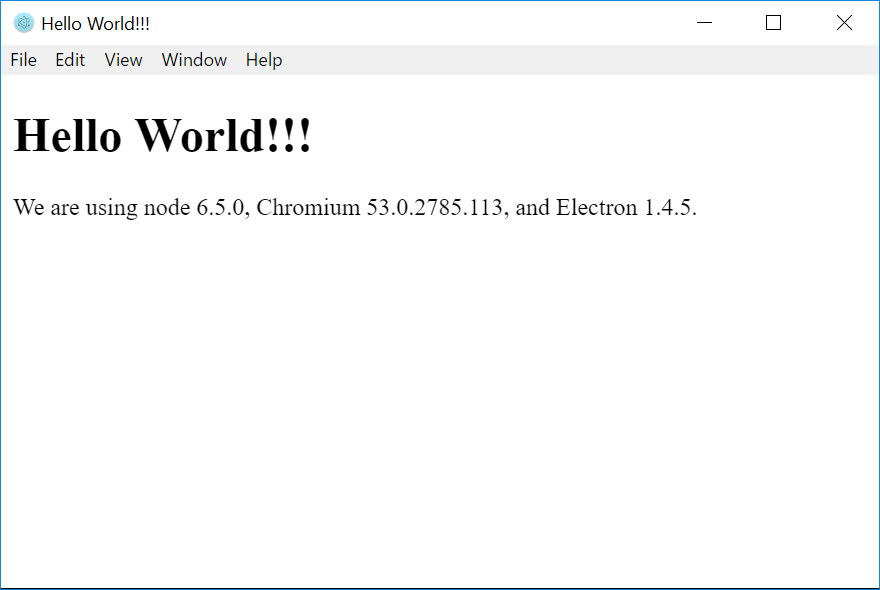 Hello World!!!
File Edit View Window Help
Hello World!!!
We are using node 6.5.0, Chromium 53.0.2785.113, and Electron 1.4.5.